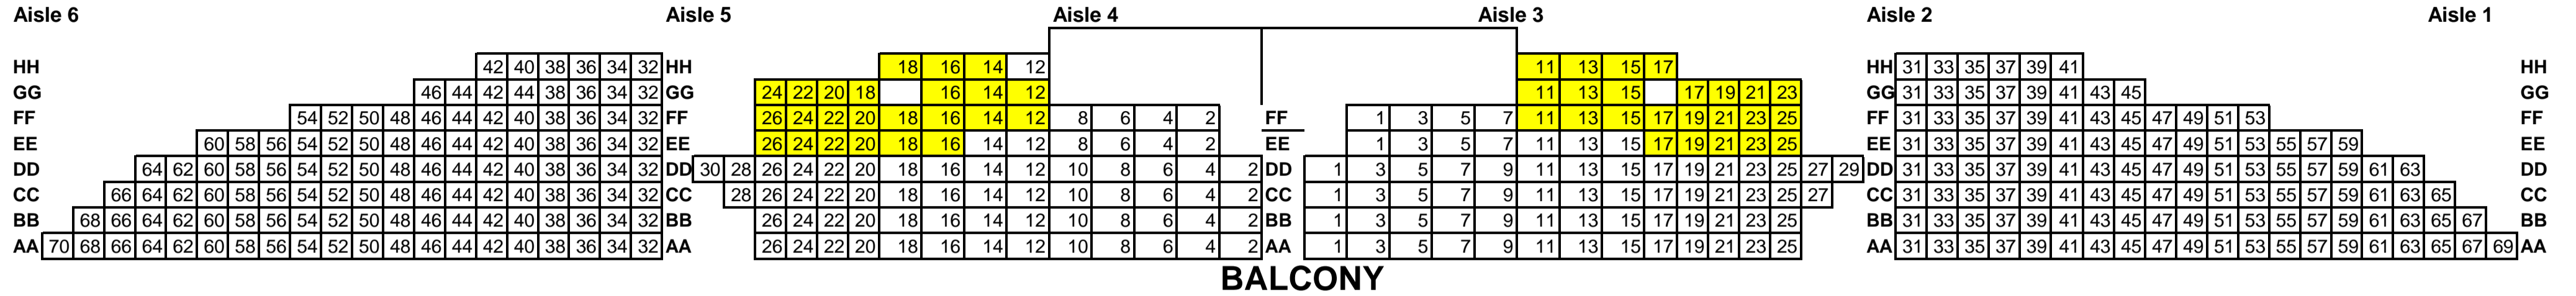 Aisle 6 Aisle 5 Aisle 4 Aisle 3 Aisle 2 Aisle 1
HH 42 40 38 36 34 32 HH 18 16 14 12 11 13 15 17 HH 31 33 35 37 39 41 HH
GG 46 44 42 44 38 36 34 32 GG 24 22 20 18 16 14 12 11 13 15 17 19 21 23 GG 31 33 35 37 39 41 43 45 GG
FF 54 52 50 48 46 44 42 40 38 36 34 32 FF 26 24 22 20 18 16 14 12 8 6 4 2 FF 1 3 5 7 11 13 15 17 19 21 23 25 FF 31 33 35 37 39 41 43 45 47 49 51 53 FF
EE 60 58 56 54 52 50 48 46 44 42 40 38 36 34 32 EE 26 24 22 20 18 16 14 12 8 6 4 2 EE 1 3 5 7 11 13 15 17 19 21 23 25 EE 31 33 35 37 39 41 43 45 47 49 51 53 55 57 59 EE
DD 64 62 60 58 56 54 52 50 48 46 44 42 40 38 36 34 32 DD 30 28 26 24 22 20 18 16 14 12 10 8 6 4 2 DD 1 3 5 7 9 11 13 15 17 19 21 23 25 27 29 DD 31 33 35 37 39 41 43 45 47 49 51 53 55 57 59 61 63 DD
CC 66 64 62 60 58 56 54 52 50 48 46 44 42 40 38 36 34 32 CC 28 26 24 22 20 18 16 14 12 10 8 6 4 2 CC 1 3 5 7 9 11 13 15 17 19 21 23 25 27 CC 31 33 35 37 39 41 43 45 47 49 51 53 55 57 59 61 63 65 CC
BB 68 66 64 62 60 58 56 54 52 50 48 46 44 42 40 38 36 34 32 BB 26 24 22 20 18 16 14 12 10 8 6 4 2 BB 1 3 5 7 9 11 13 15 17 19 21 23 25 BB 31 33 35 37 39 41 43 45 47 49 51 53 55 57 59 61 63 65 67 BB
AA 70 68 66 64 62 60 58 56 54 52 50 48 46 44 42 40 38 36 34 32 AA 26 24 22 20 18 16 14 12 10 8 6 4 2 AA 1 3 5 7 9 11 13 15 17 19 21 23 25 AA 31 33 35 37 39 41 43 45 47 49 51 53 55 57 59 61 63 65 67 69 AA
BALCONY